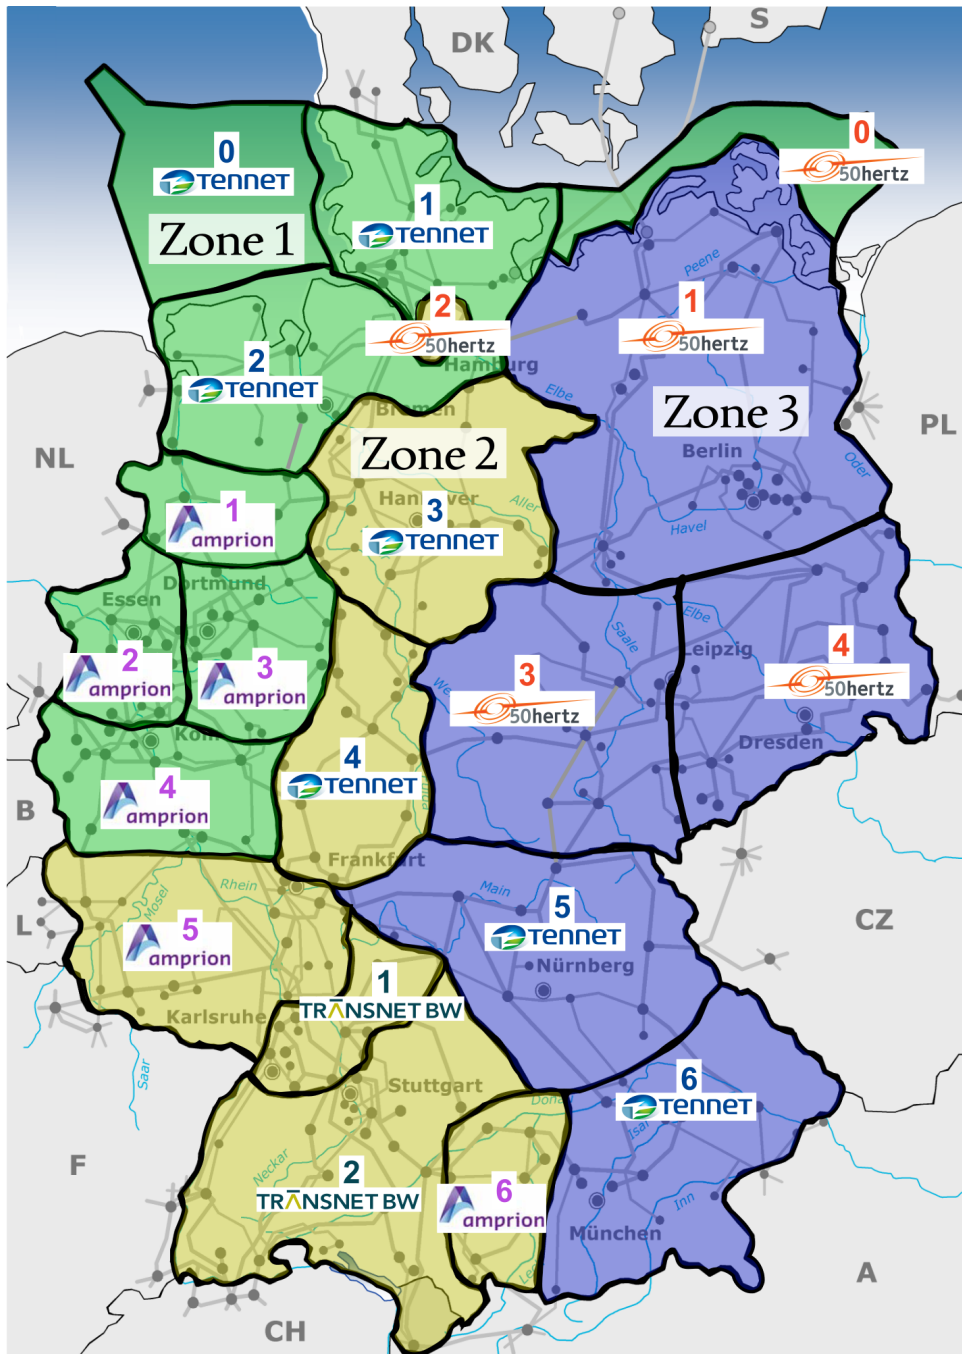 DK
S
0
TENNET
Zone 1
1
TENNET
0
50hertz
2
50hertz
Hamburg
Peene
1
50hertz
2
TENNET
Bremen
Elbe
Zone 2
Zone 3
NL
PL
Berlin
Oder
Hannover
Aller
Havel
3
TENNET
1
amprion
Dortmund
Essen
2
amprion
3
amprion
Saale
Elbe
Leipzig
3
50hertz
4
50hertz
Dresden
Köln
4
TENNET
Fulda
4
amprion
B
Frankfurt
Rhein
Mosel
Main
5
TENNET
Nürnberg
L
5
amprion
CZ
1
TRANSNET BW
Karlsruhe
Saar
Stuttgart
6
TENNET
Isar
F
Neckar
2
TRANSNET BW
6
amprion
Inn
München
A
CH